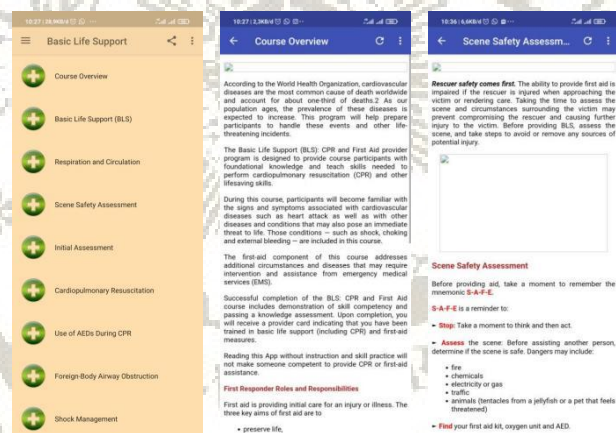 10:27
Basic Life Support
Course Overview
Basic Life Support (BLS)
Respiration and Circulation
Scene Safety Assessment
Initial Assessment
Cardiopulmonary Resuscitation
Use of AEDs During CPR
Foreign-Body Airway Obstruction
Shock Management
10:27
Course Overview
According to the World Health Organization, cardiovascular
diseases are the most common cause of death worldwide
and account for about one-third of deaths.2 As our
population ages, the prevalence of these diseases is
expected to increase. This program will help prepare
participants to handle these events and other life-
threatening incidents.
The Basic Life Support (BLS): CPR and First Aid provider
program is designed to provide course participants with
foundational knowledge and teach skills needed to
perform cardiopulmonary resuscitation (CPR) and other
lifesaving skills.
During this course, participants will become familiar with
the signs and symptoms associated with cardiovascular
diseases such as heart attack as well as with other
diseases and conditions that may also pose an immediate
threat to life. Those conditions — such as shock, choking
and external bleeding — are included in this course.
The first-aid component of this course addresses
additional circumstances and diseases that may require
intervention and assistance from emergency medical
services (EMS).
Successful completion of the BLS: CPR and First Aid
course includes demonstration of skill competency and
passing a knowledge assessment. Upon completion, you
will receive a provider card indicating that you have been
trained in basic life support (including CPR) and first-aid
measures.
Reading this App without instruction and skill practice will
not make someone competent to provide CPR or first-aid
assistance.
First Responder Roles and Responsibilities
First aid is providing initial care for an injury or illness. The
three key aims of first aid are to
• preserve life,
10:36
Scene Safety Assessm...
Rescuer safety comes first. The ability to provide first aid is
impaired if the rescuer is injured when approaching the
victim or rendering care. Taking the time to assess the
scene and circumstances surrounding the victim may
prevent compromising the rescuer and causing further
injury to the victim. Before providing BLS, assess the
scene, and take steps to avoid or remove any sources of
potential injury.
Scene Safety Assessment
Before providing aid, take a moment to remember the
mnemonic S-A-F-E.
S-A-F-E is a reminder to:
Stop: Take a moment to think and then act.
Assess the scene. Before assisting another person,
determine if the scene is safe. Dangers may include:
• fire
• chemicals
• electricity or gas
• traffic
• animals (tentacles from a jellyfish or a pet that feels
threatened)
Find your first aid kit, oxygen unit and AED.